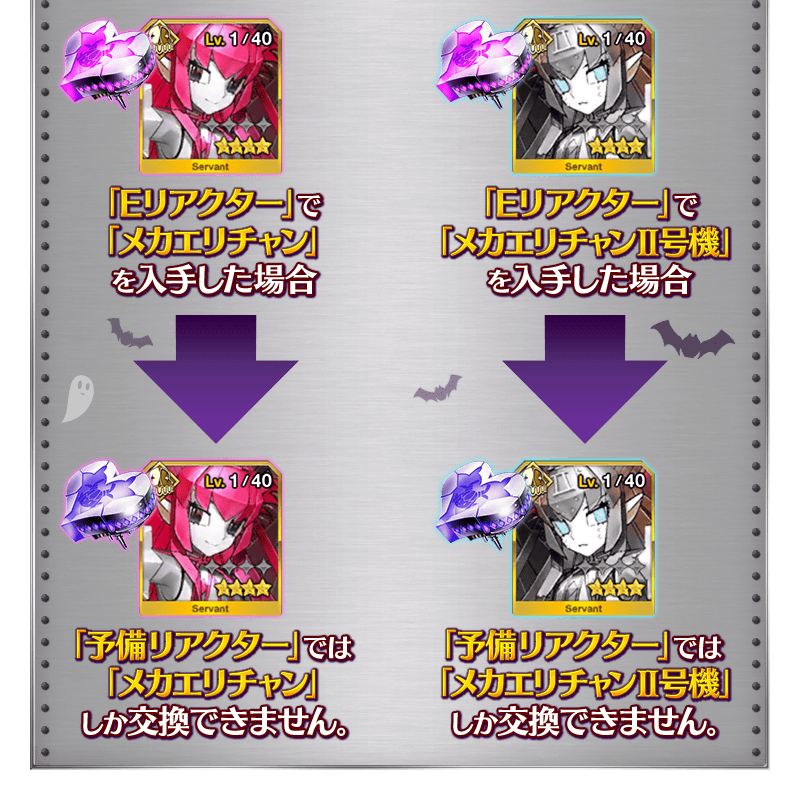 Lv. 1/40
Servant
「Eリアクター」で
「メカエリチャン」
を入手した場合
Lv. 1/40
Servant
「Eリアクター」で
「メカエリチャンⅡ号機」
を入手した場合
Lv. 1/40
Servant
「予備リアクター」では
「メカエリチャン」
しか交換できません。
Lv. 1/40
Servant
「予備リアクター」では
「メカエリチャンⅡ号機」
しか交換できません。